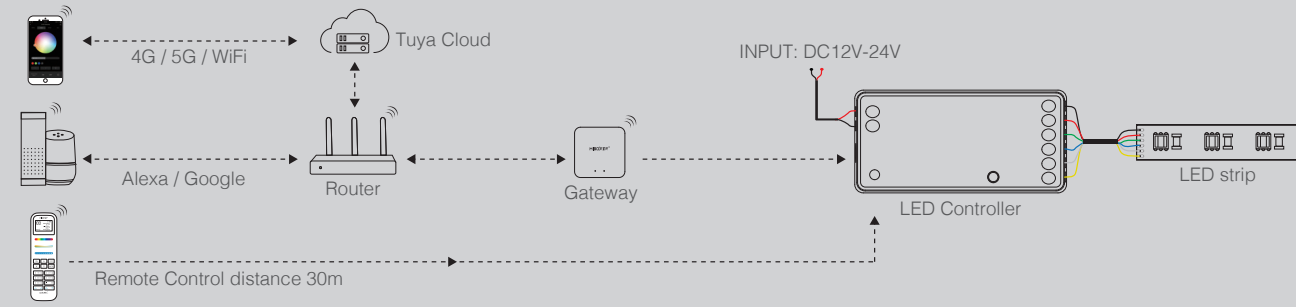 Tuya Cloud
4G / 5G / WiFi
INPUT: DC12V-24V
Alexa / Google
Router
Gateway
LED Controller
LED strip
Remote Control distance 30m